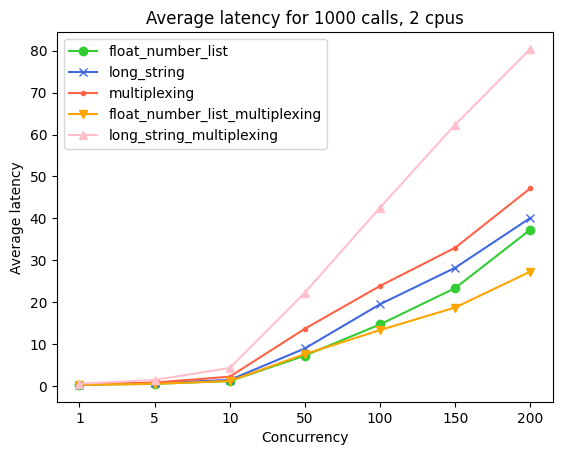 Average latency for 1000 calls, 2 cpus
float_number_list
long_string
multiplexing
float_number_list_multiplexing
long_string_multiplexing
80
70
60
50
40
30
20
10
0
Average latency
1 5 10 50 100 150 200
Concurrency